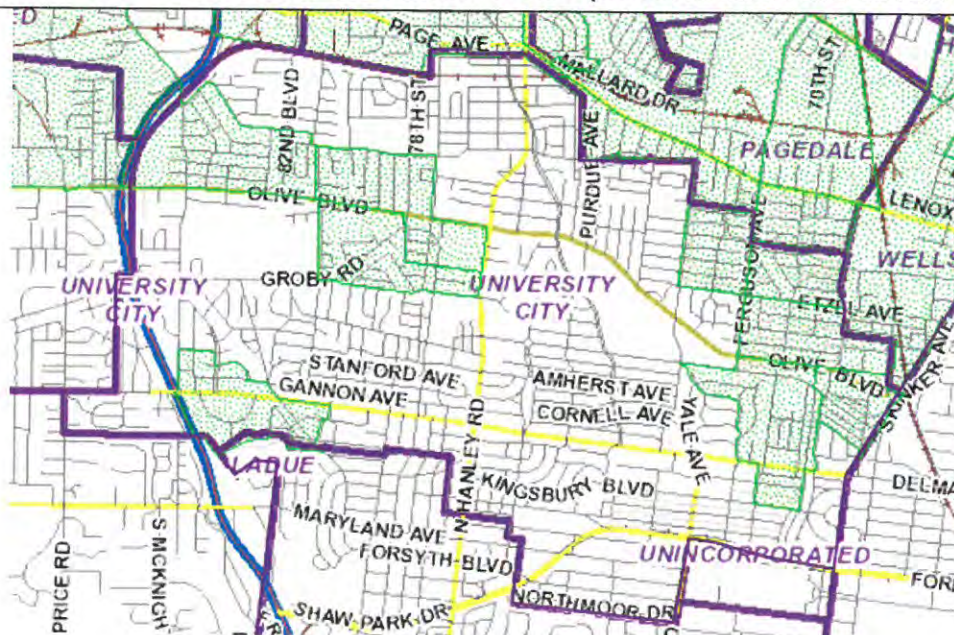 ED
PAGE AVE
MALLARD DR
70TH ST
82ND BLVD
78TH ST
PURDUE AVE
PAGEDALE
OLIVE BLVD
LENOX
FERGUSON AVE
WELLS
GROBY RD
UNIVERSITY
CITY
UNIVERSITY
CITY
ETZEL AVE
OLIVE BLVD
SKINKER AVE
STANFORD AVE
GANNON AVE
AMHERST AVE
CORNELL AVE
YALE AVE
N HANLEY RD
LADUE
KINGSBURY BLVD
DELMA
MARYLAND AVE
FORSYTH BLVD
UNINCORPORATED
PRICE RD
S MCKNIGH
SHAW PARK DR
NORTHMOOR DR